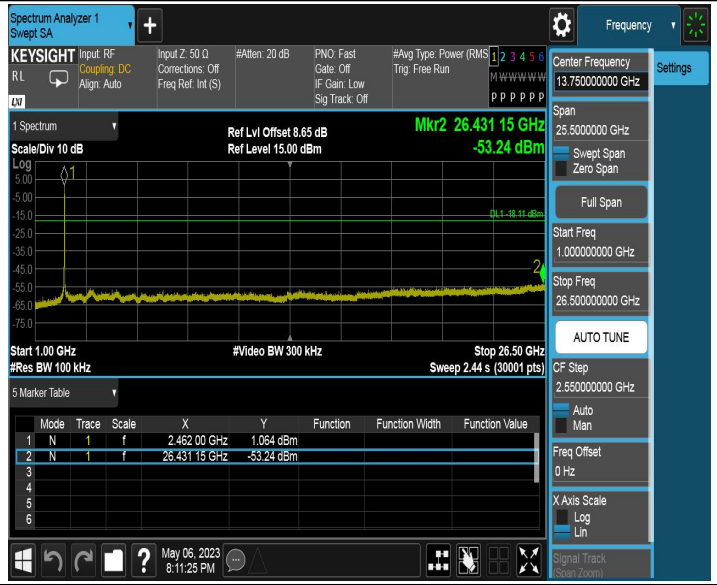 Spectrum Analyzer 1
Swept SA
Frequency
KEYSIGHT
RL
LXI
Input: RF
Coupling: DC
Align: Auto
Input Z: 50 Ω
Corrections: Off
Freq Ref: Int (S)
#Atten: 20 dB
PNO: Fast
Gate: Off
IF Gain: Low
Sig Track: Off
#Avg Type: Power (RMS
Trig: Free Run
1 2 3 4 5 6
M W W W W W
P P P P P P
Center Frequency
13.750000000 GHz
Settings
Span
25.5000000 GHz
Swept Span
Zero Span
Full Span
Start Freq
1.000000000 GHz
Stop Freq
26.500000000 GHz
AUTO TUNE
CF Step
2.550000000 GHz
Auto
Man
Freq Offset
0 Hz
X Axis Scale
Log
Lin
Signal Track
(Span Zoom)
1 Spectrum
Scale/Div 10 dB
Ref Lvl Offset 8.65 dB
Ref Level 15.00 dBm
Mkr2 26.431 15 GHz
-53.24 dBm
Log
5.00
-5.00
-15.0
-25.0
-35.0
-45.0
-55.0
-65.0
-75.0
1
DL1 -18.11 dBm
2
Start 1.00 GHz
#Res BW 100 kHz
#Video BW 300 kHz
Stop 26.50 GHz
Sweep 2.44 s (30001 pts)
5 Marker Table
Mode Trace Scale X Y Function Function Width Function Value
1 N 1 f 2.462 00 GHz 1.064 dBm
2 N 1 f 26.431 15 GHz -53.24 dBm
3
4
5
6
?
May 06, 2023
8:11:25 PM